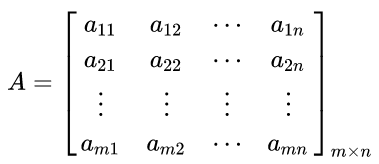 a₁₁ a₁₂ ⋯ a₁ₙ
a₂₁ a₂₂ ⋯ a₂ₙ
A = ⋮ ⋮ ⋮ ⋮
aₘ₁ aₘ₂ ⋯ aₘₙ
m×n